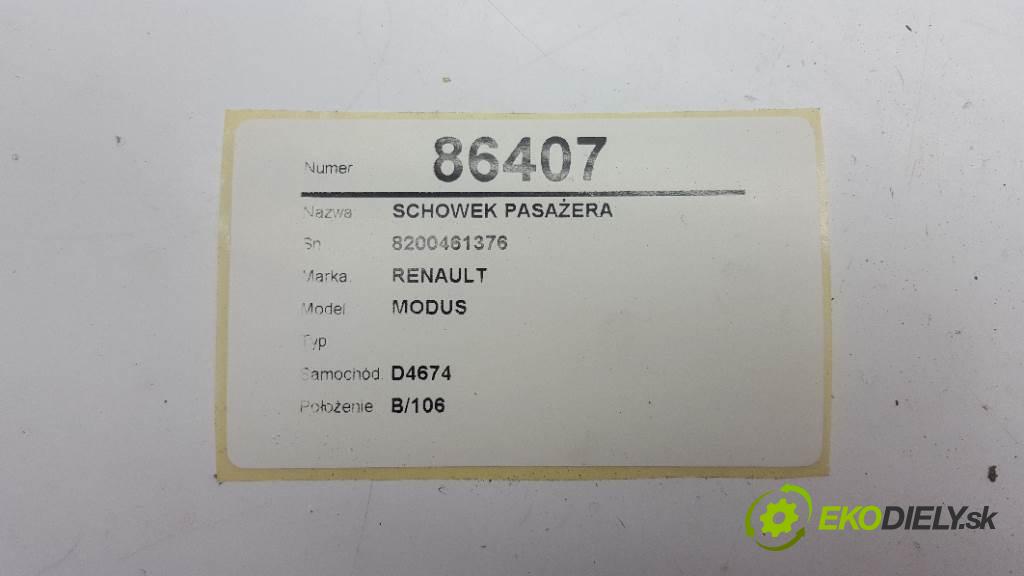 Numer 86407
Nazwa SCHOWEK PASAŻERA
Sn 8200461376
Marka. RENAULT
Model MODUS
Typ
Samochód. D4674
Położenie B/106
EKODIELY.sk